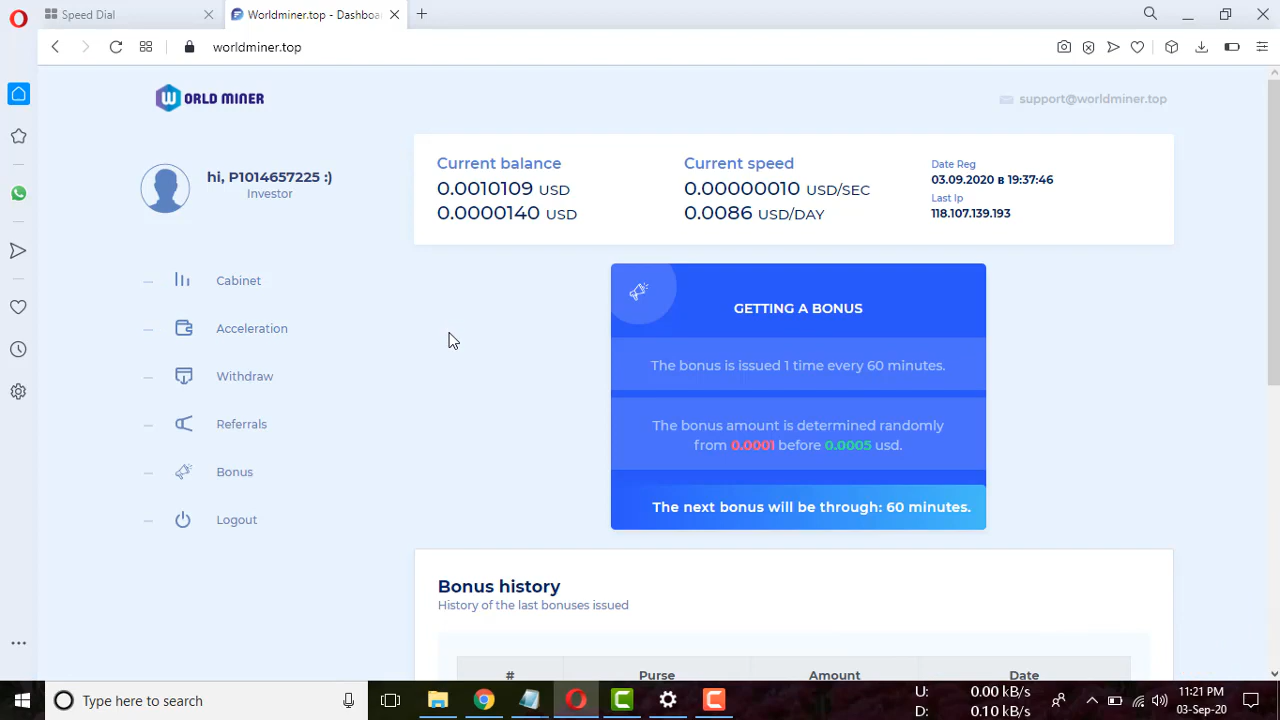 Speed Dial
Worldminer.top - Dashboa
worldminer.top
W ORLD MINER
support@worldminer.top
hi, P1014657225 :)
Investor
Cabinet
Acceleration
Withdraw
Referrals
Bonus
Logout
Current balance
0.0010109 USD
0.0000140 USD
Current speed
0.00000010 USD/SEC
0.0086 USD/DAY
Date Reg
03.09.2020 в 19:37:46
Last Ip
118.107.139.193
GETTING A BONUS
The bonus is issued 1 time every 60 minutes.
The bonus amount is determined randomly
from 0.0001 before 0.0005 usd.
The next bonus will be through: 60 minutes.
Bonus history
History of the last bonuses issued
# Purse Amount Date
Type here to search
U: 0.00 kB/s
D: 0.10 kB/s
11:21 PM
03-Sep-20